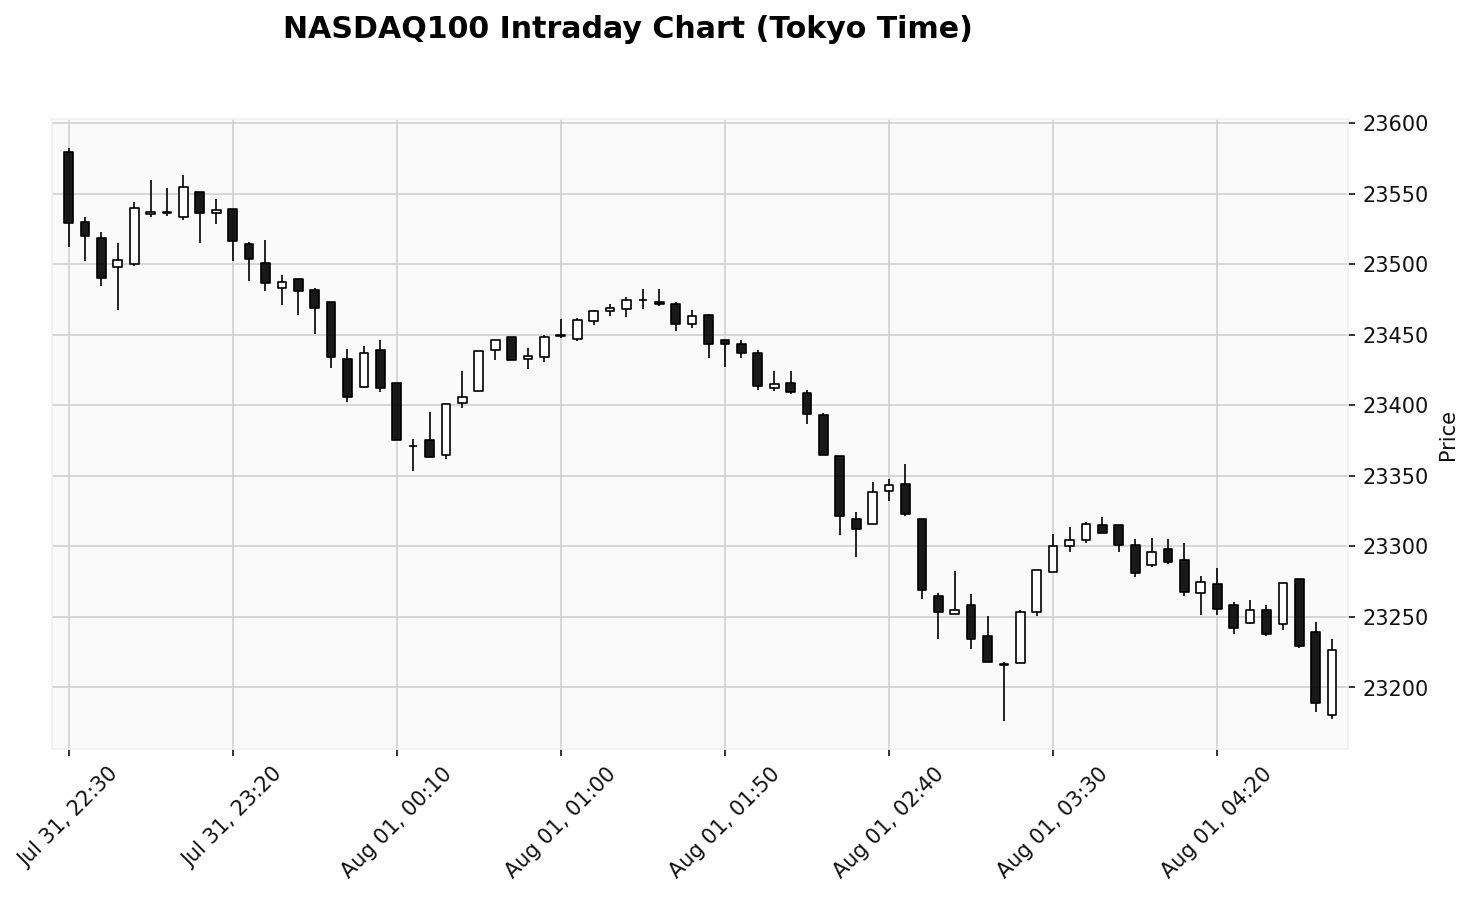 NASDAQ100 Intraday Chart (Tokyo Time)
23600
23550
23500
23450
23400
23350
23300
23250
23200
Price
Jul 31, 22:30
Jul 31, 23:20
Aug 01, 00:10
Aug 01, 01:00
Aug 01, 01:50
Aug 01, 02:40
Aug 01, 03:30
Aug 01, 04:20